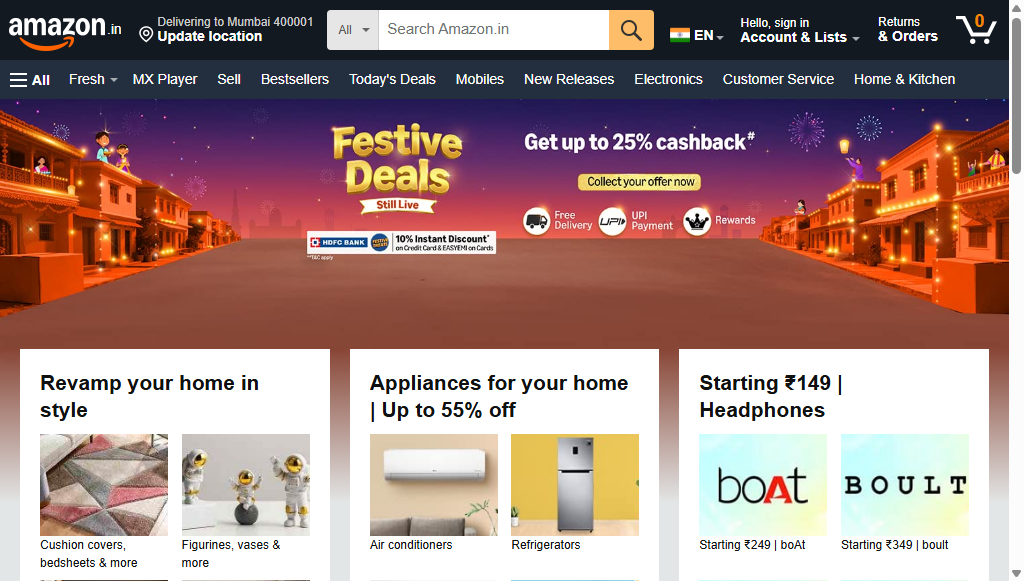 amazon.in
Delivering to Mumbai 400001
Update location
All
Search Amazon.in
EN
Hello, sign in
Account & Lists
Returns
& Orders
0
All
Fresh
MX Player
Sell
Bestsellers
Today's Deals
Mobiles
New Releases
Electronics
Customer Service
Home & Kitchen
Festive
Deals
Still Live
HDFC BANK
10% Instant Discount*
on Credit Card & EASYEMI on Cards
*T&C apply
Get up to 25% cashback#
Collect your offer now
Free
Delivery
UPI
UPI
Payment
Rewards
Revamp your home in
style
Cushion covers,
bedsheets & more
Figurines, vases &
more
Appliances for your home
| Up to 55% off
Air conditioners
Refrigerators
Starting ₹149 |
Headphones
boAt
BOULT
Starting ₹249 | boAt
Starting ₹349 | boult